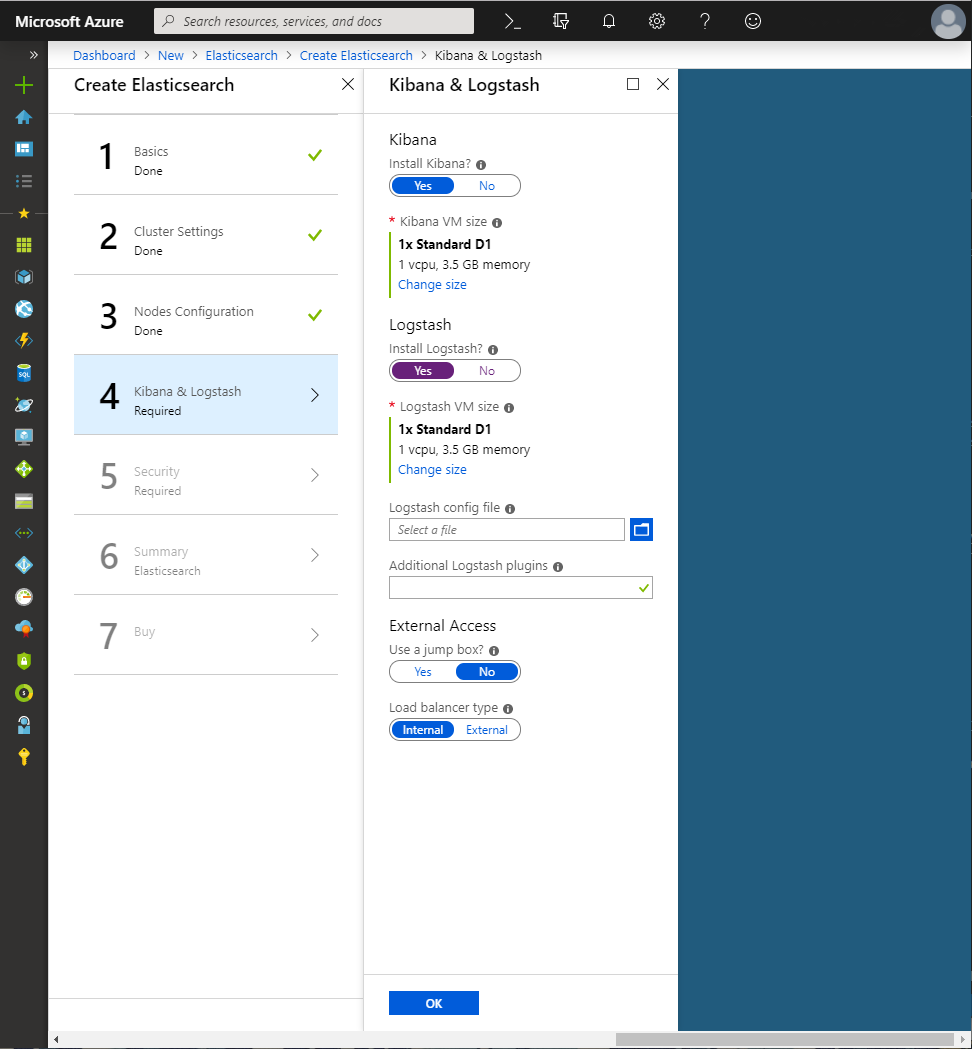 Microsoft Azure
Search resources, services, and docs
Dashboard > New > Elasticsearch > Create Elasticsearch > Kibana & Logstash
Create Elasticsearch
1
Basics
Done
2
Cluster Settings
Done
3
Nodes Configuration
Done
4
Kibana & Logstash
Required
5
Security
Required
6
Summary
Elasticsearch
7
Buy
Kibana & Logstash
Kibana
Install Kibana?
Yes No
* Kibana VM size
1x Standard D1
1 vcpu, 3.5 GB memory
Change size
Logstash
Install Logstash?
Yes No
* Logstash VM size
1x Standard D1
1 vcpu, 3.5 GB memory
Change size
Logstash config file
Select a file
Additional Logstash plugins
External Access
Use a jump box?
Yes No
Load balancer type
Internal External
OK